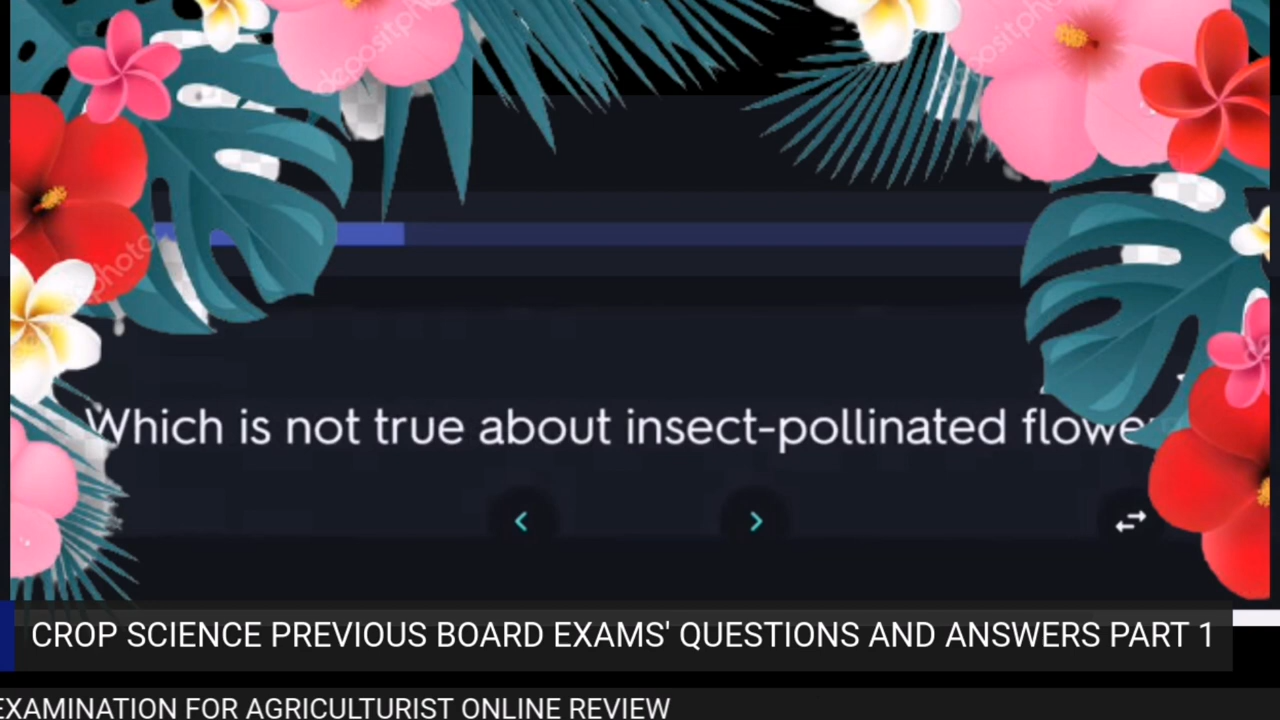 Which is not true about insect-pollinated
CROP SCIENCE PREVIOUS BOARD EXAMS' QUESTIONS AND ANSWERS PART 1
EXAMINATION FOR AGRICULTURIST ONLINE REVIEW